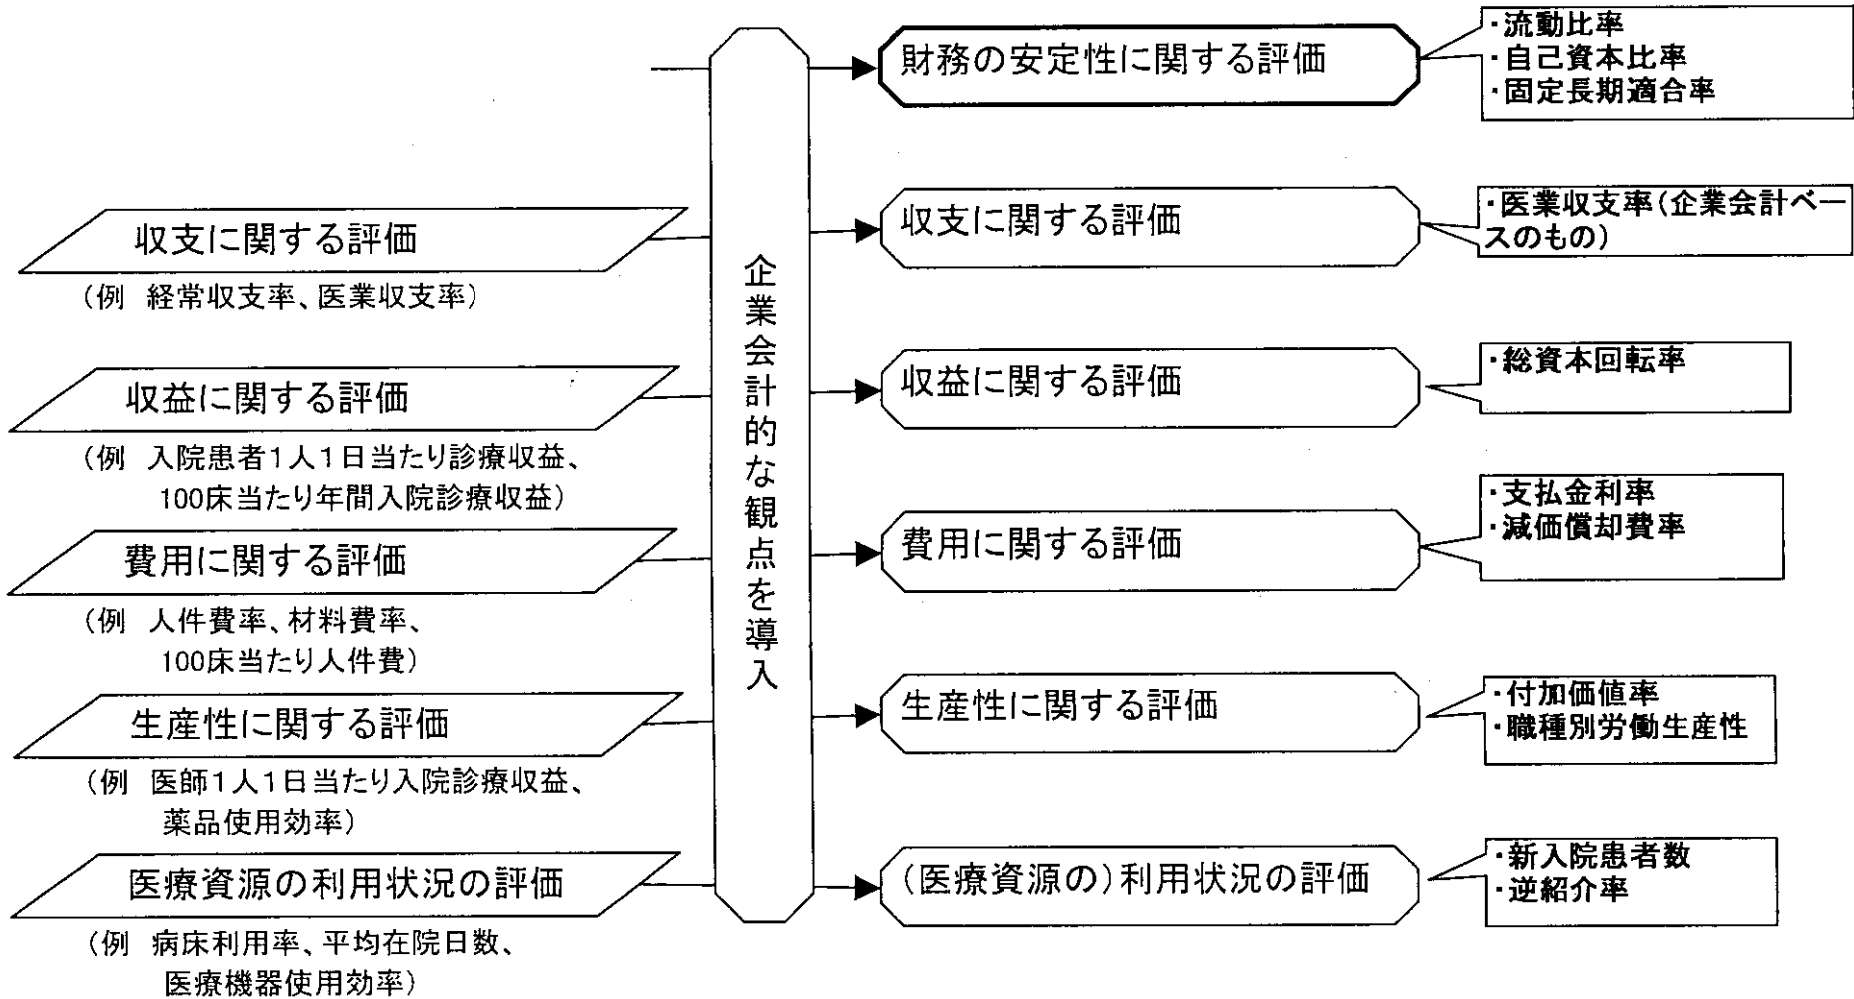 財務の安定性に関する評価
・流動比率
・自己資本比率
・固定長期適合率
収支に関する評価
(例 経常収支率、医業収支率)
収支に関する評価
・医業収支率(企業会計ベー
スのもの)
収益に関する評価
(例 入院患者1人1日当たり診療収益、
100床当たり年間入院診療収益)
収益に関する評価
・総資本回転率
費用に関する評価
(例 人件費率、材料費率、
100床当たり人件費)
費用に関する評価
・支払金利率
・減価償却費率
生産性に関する評価
(例 医師1人1日当たり入院診療収益、
薬品使用効率)
生産性に関する評価
・付加価値率
・職種別労働生産性
医療資源の利用状況の評価
(例 病床利用率、平均在院日数、
医療機器使用効率)
(医療資源の)利用状況の評価
・新入院患者数
・逆紹介率
企業会計的な観点を導入